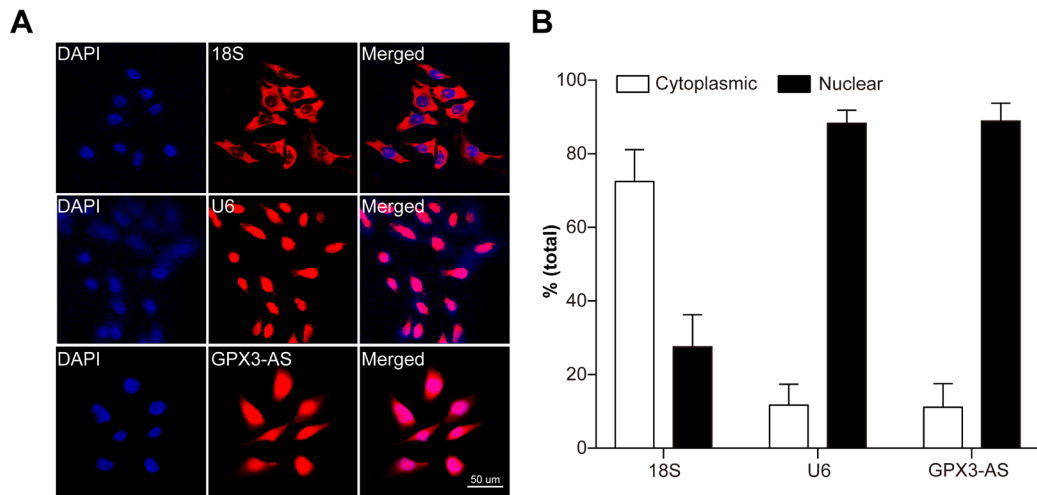 A
DAPI 18S Merged
DAPI U6 Merged
DAPI GPX3-AS Merged
50 um
B
Cytoplasmic Nuclear
% (total)
100
80
60
40
20
0
18S U6 GPX3-AS